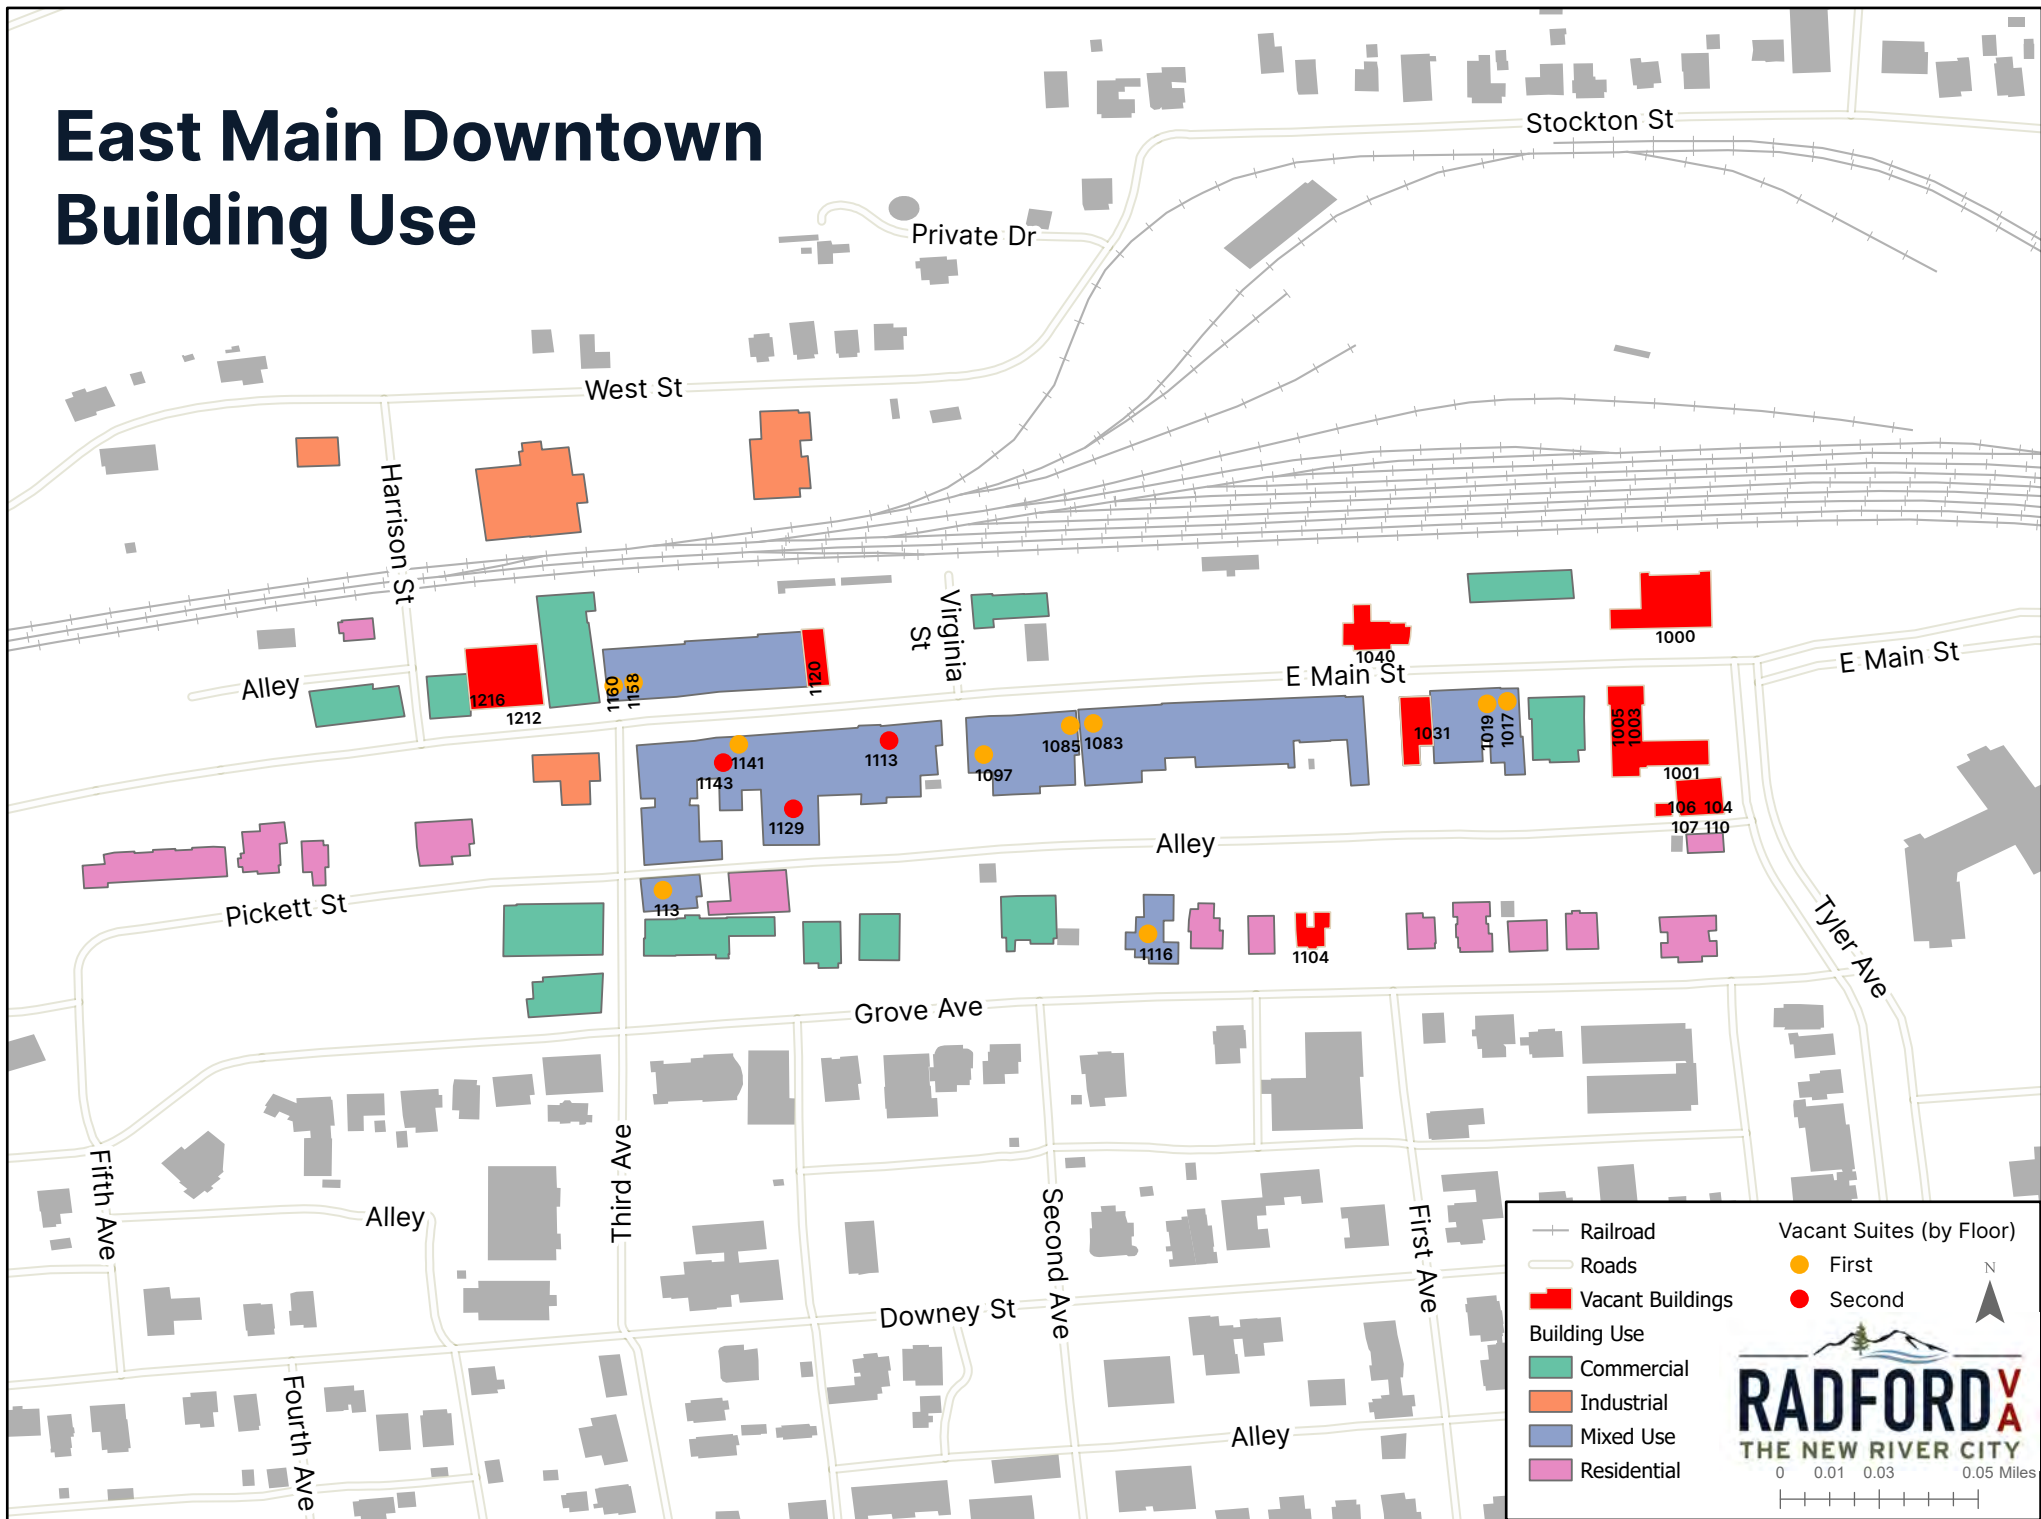 East Main Downtown
Building Use
Stockton St
Private Dr
West St
Harrison St
Virginia
St
1000
1040
E Main St
E Main St
Alley
1216
1212
1160
1158
1120
1031
1019
1017
1005
1003
1001
1141
1143
1113
1129
1085
1083
1097
106
104
107
110
Alley
Pickett St
113
1116
1104
Tyler Ave
Grove Ave
Fifth Ave
Third Ave
Alley
Second Ave
First Ave
Downey St
Fourth Ave
Alley
Railroad
Roads
Vacant Buildings
Building Use
Commercial
Industrial
Mixed Use
Residential
Vacant Suites (by Floor)
First
Second
N
RADFORD VA
THE NEW RIVER CITY
0 0.01 0.03 0.05 Miles